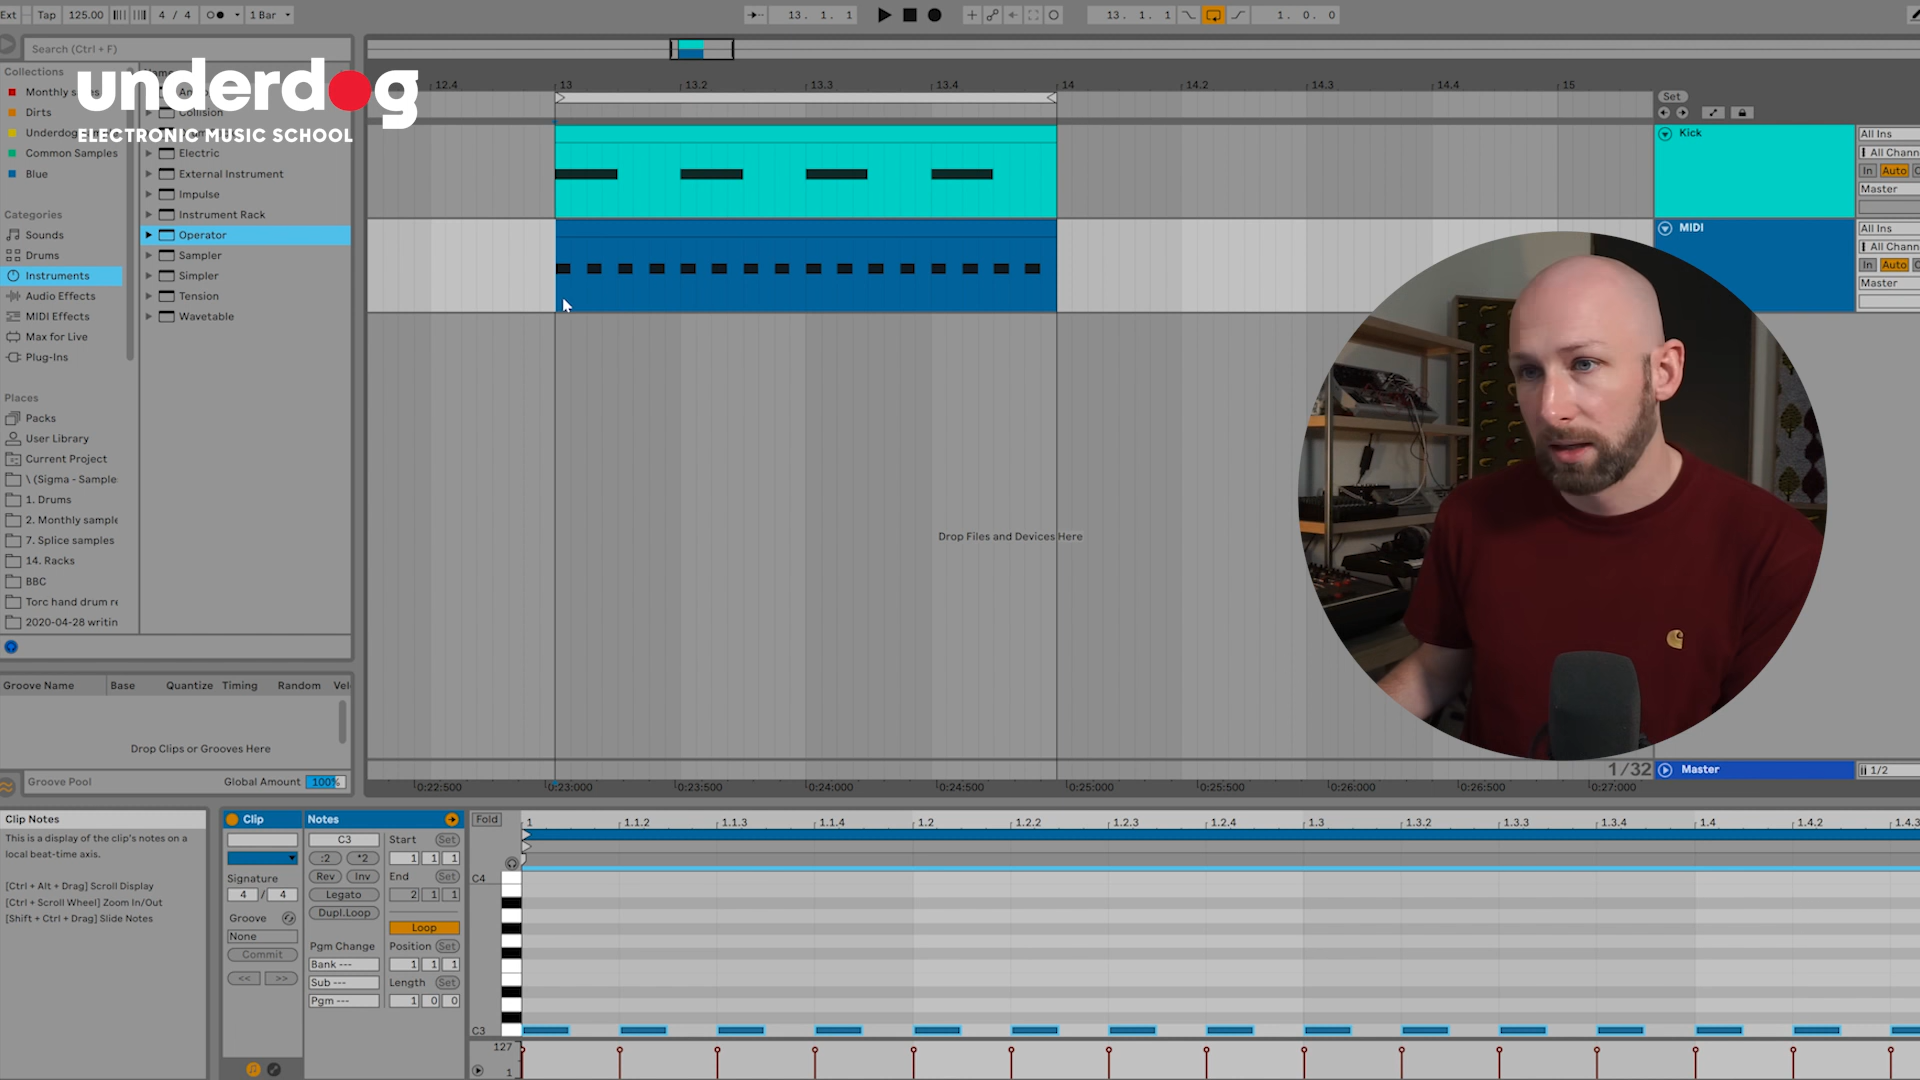 Ext Tap 125.00 4 / 4 1 Bar 13. 1. 1 13. 1. 1 1. 0. 0
Search (Ctrl + F)
underdog
ELECTRONIC MUSIC SCHOOL
Collections
Monthly
Dirts
Underdog
Common Samples
Blue
Categories
Sounds
Drums
Instruments
Audio Effects
MIDI Effects
Max for Live
Plug-Ins
Places
Packs
User Library
Current Project
\ (Sigma - Sample
1. Drums
2. Monthly sample
7. Splice samples
14. Racks
BBC
Torc hand drum re
2020-04-28 writin
Collision
Electric
External Instrument
Impulse
Instrument Rack
Operator
Sampler
Simpler
Tension
Wavetable
12.4 13 13.2 13.3 13.4 14 14.2 14.3 14.4 15
Set
Kick
All Ins
All Chann
In Auto
Master
MIDI
All Ins
All Chann
In Auto
Master
Drop Files and Devices Here
1/32
Master 1/2
0:22:500 0:23:000 0:23:500 0:24:000 0:24:500 0:25:000 0:25:500 0:26:000 0:26:500 0:27:000
Groove Name Base Quantize Timing Random Vel
Drop Clips or Grooves Here
Groove Pool Global Amount 100%
Clip Notes
This is a display of the clip's notes on a
local beat-time axis.
[Ctrl + Alt + Drag] Scroll Display
[Ctrl + Scroll Wheel] Zoom In/Out
[Shift + Ctrl + Drag] Slide Notes
Clip
Signature
4 / 4
Groove
None
Commit
<< >>
Notes
C3
:2 *2
Rev Inv
Legato
Dupl.Loop
Pgm Change
Bank ---
Sub ---
Pgm ---
Start Set
1 1 1
End Set
2 1 1
Loop
Position Set
1 1 1
Length Set
1 0 0
Fold
1 1.1.2 1.1.3 1.1.4 1.2 1.2.2 1.2.3 1.2.4 1.3 1.3.2 1.3.3 1.3.4 1.4 1.4.2 1.4.3
C4
C3
127
1